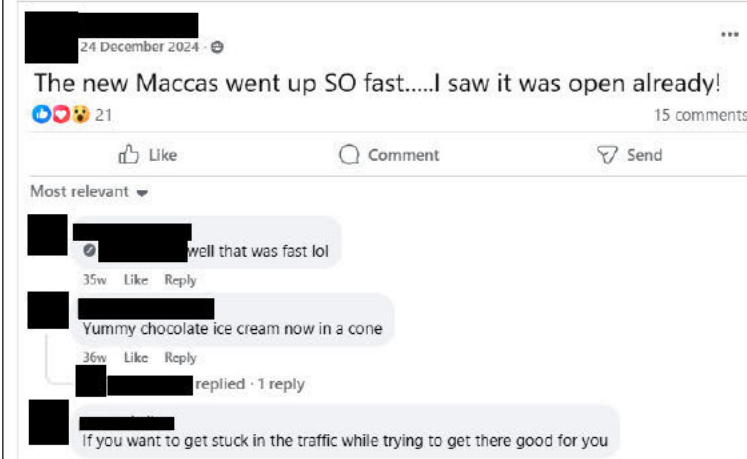 24 December 2024 ·
The new Maccas went up SO fast.....I saw it was open already!
21
15 comments
Like
Comment
Send
Most relevant
well that was fast lol
35w Like Reply
Yummy chocolate ice cream now in a cone
36w Like Reply
replied · 1 reply
If you want to get stuck in the traffic while trying to get there good for you